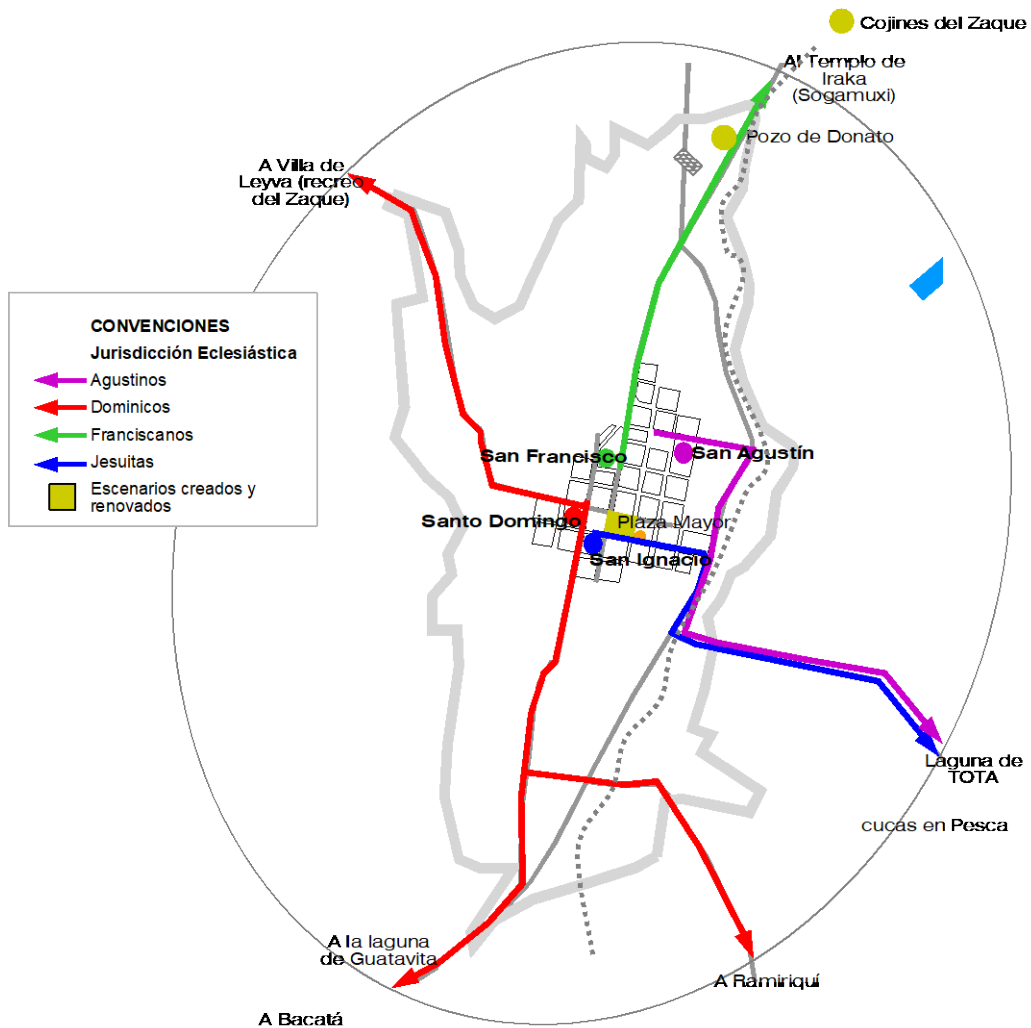 Cojines del Zaque
Al Templo de
Iraka
(Sogamuxi)
Pozo de Donato
A Villa de
Leyva (recreo
del Zaque)
CONVENCIONES
Jurisdicción Eclesiástica
Agustinos
Dominicos
Franciscanos
Jesuitas
Escenarios creados y
renovados
San Francisco
San Agustín
Santo Domingo
Plaza Mayor
San Ignacio
Laguna de
TOTA
cucas en Pesca
A la laguna
de Guatavita
A Ramiriquí
A Bacatá